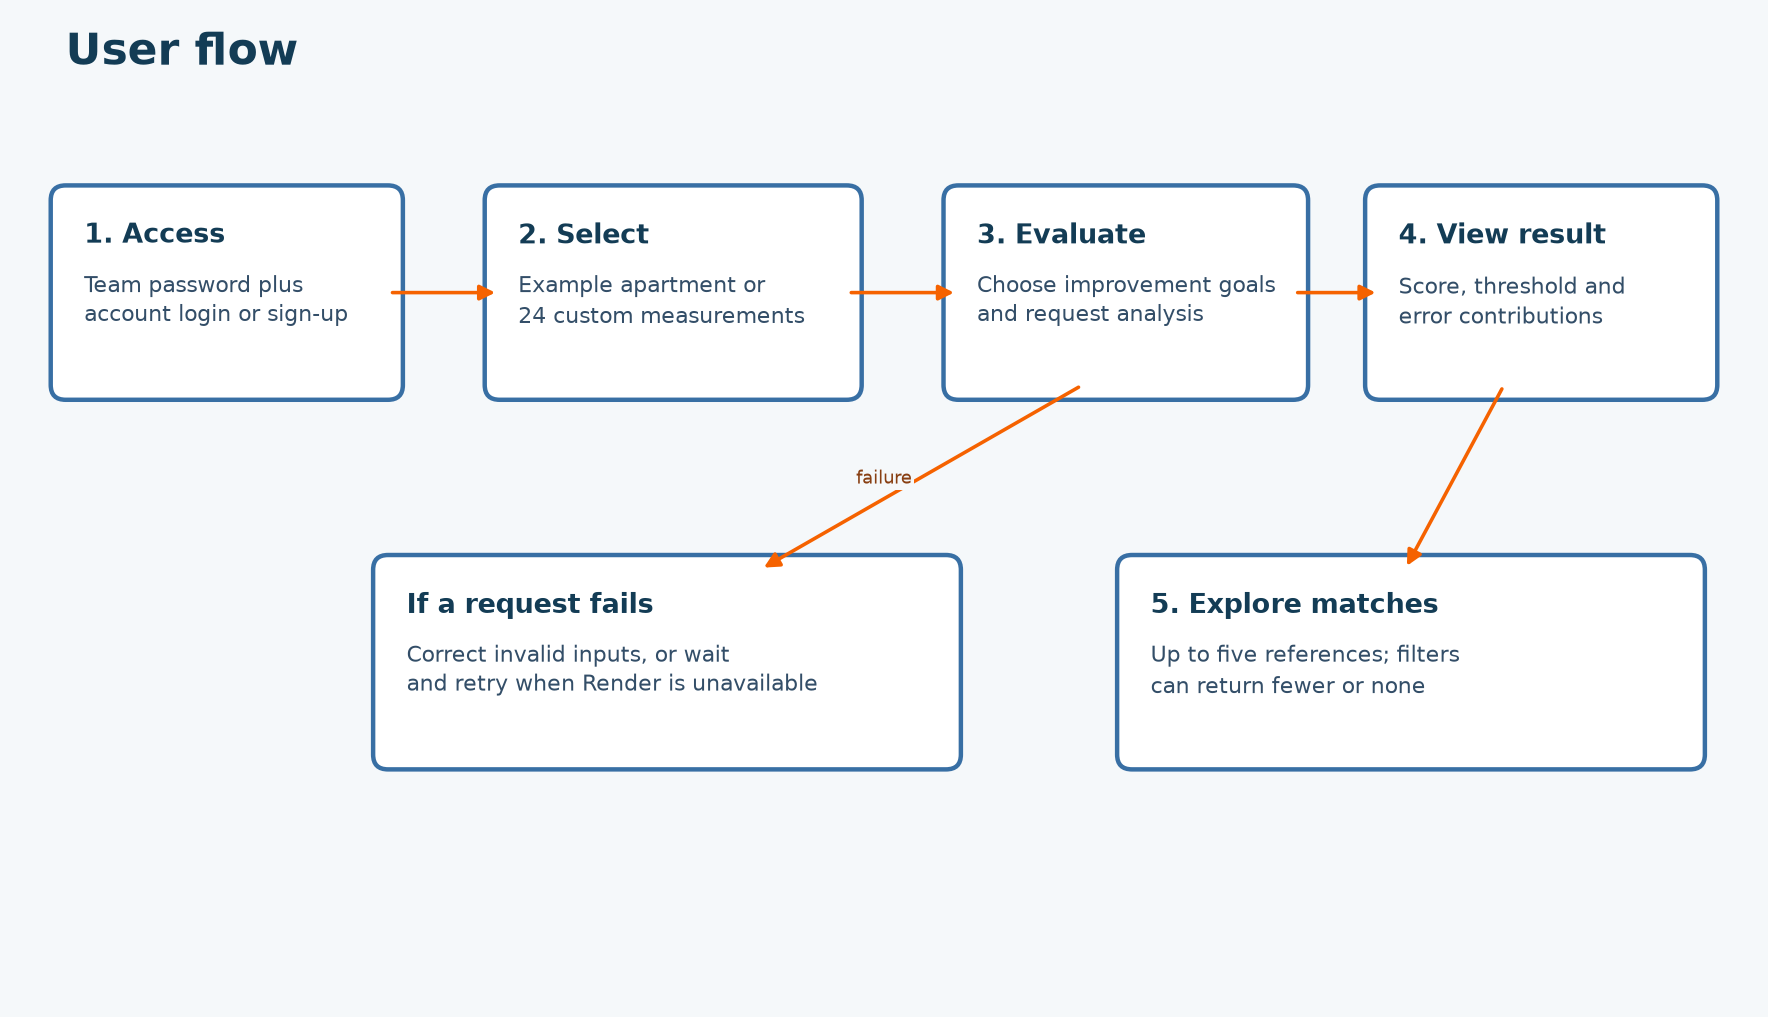 User flow
1. Access
Team password plus
account login or sign-up
2. Select
Example apartment or
24 custom measurements
3. Evaluate
Choose improvement goals
and request analysis
4. View result
Score, threshold and
error contributions
failure
If a request fails
Correct invalid inputs, or wait
and retry when Render is unavailable
5. Explore matches
Up to five references; filters
can return fewer or none